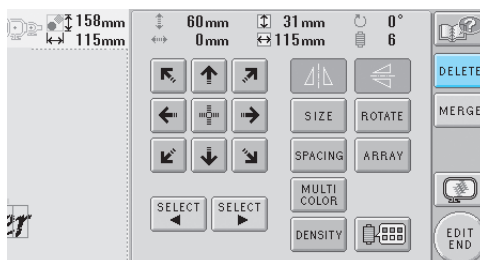 158mm 60mm 31mm 0°
115mm 0mm 115mm 6
DELETE
SIZE ROTATE MERGE
SPACING ARRAY
SELECT SELECT MULTI
COLOR
DENSITY EDIT
END